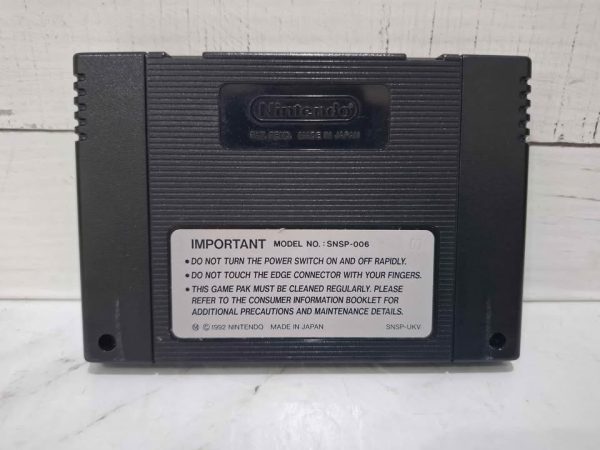 Nintendo®
PAT. PEND. MADE IN JAPAN
IMPORTANT MODEL NO.:SNSP-006
• DO NOT TURN THE POWER SWITCH ON AND OFF RAPIDLY.
• DO NOT TOUCH THE EDGE CONNECTOR WITH YOUR FINGERS.
• THIS GAME PAK MUST BE CLEANED REGULARLY. PLEASE
REFER TO THE CONSUMER INFORMATION BOOKLET FOR
ADDITIONAL PRECAUTIONS AND MAINTENANCE DETAILS.
Ⓜ ©1992 NINTENDO MADE IN JAPAN SNSP-UKV